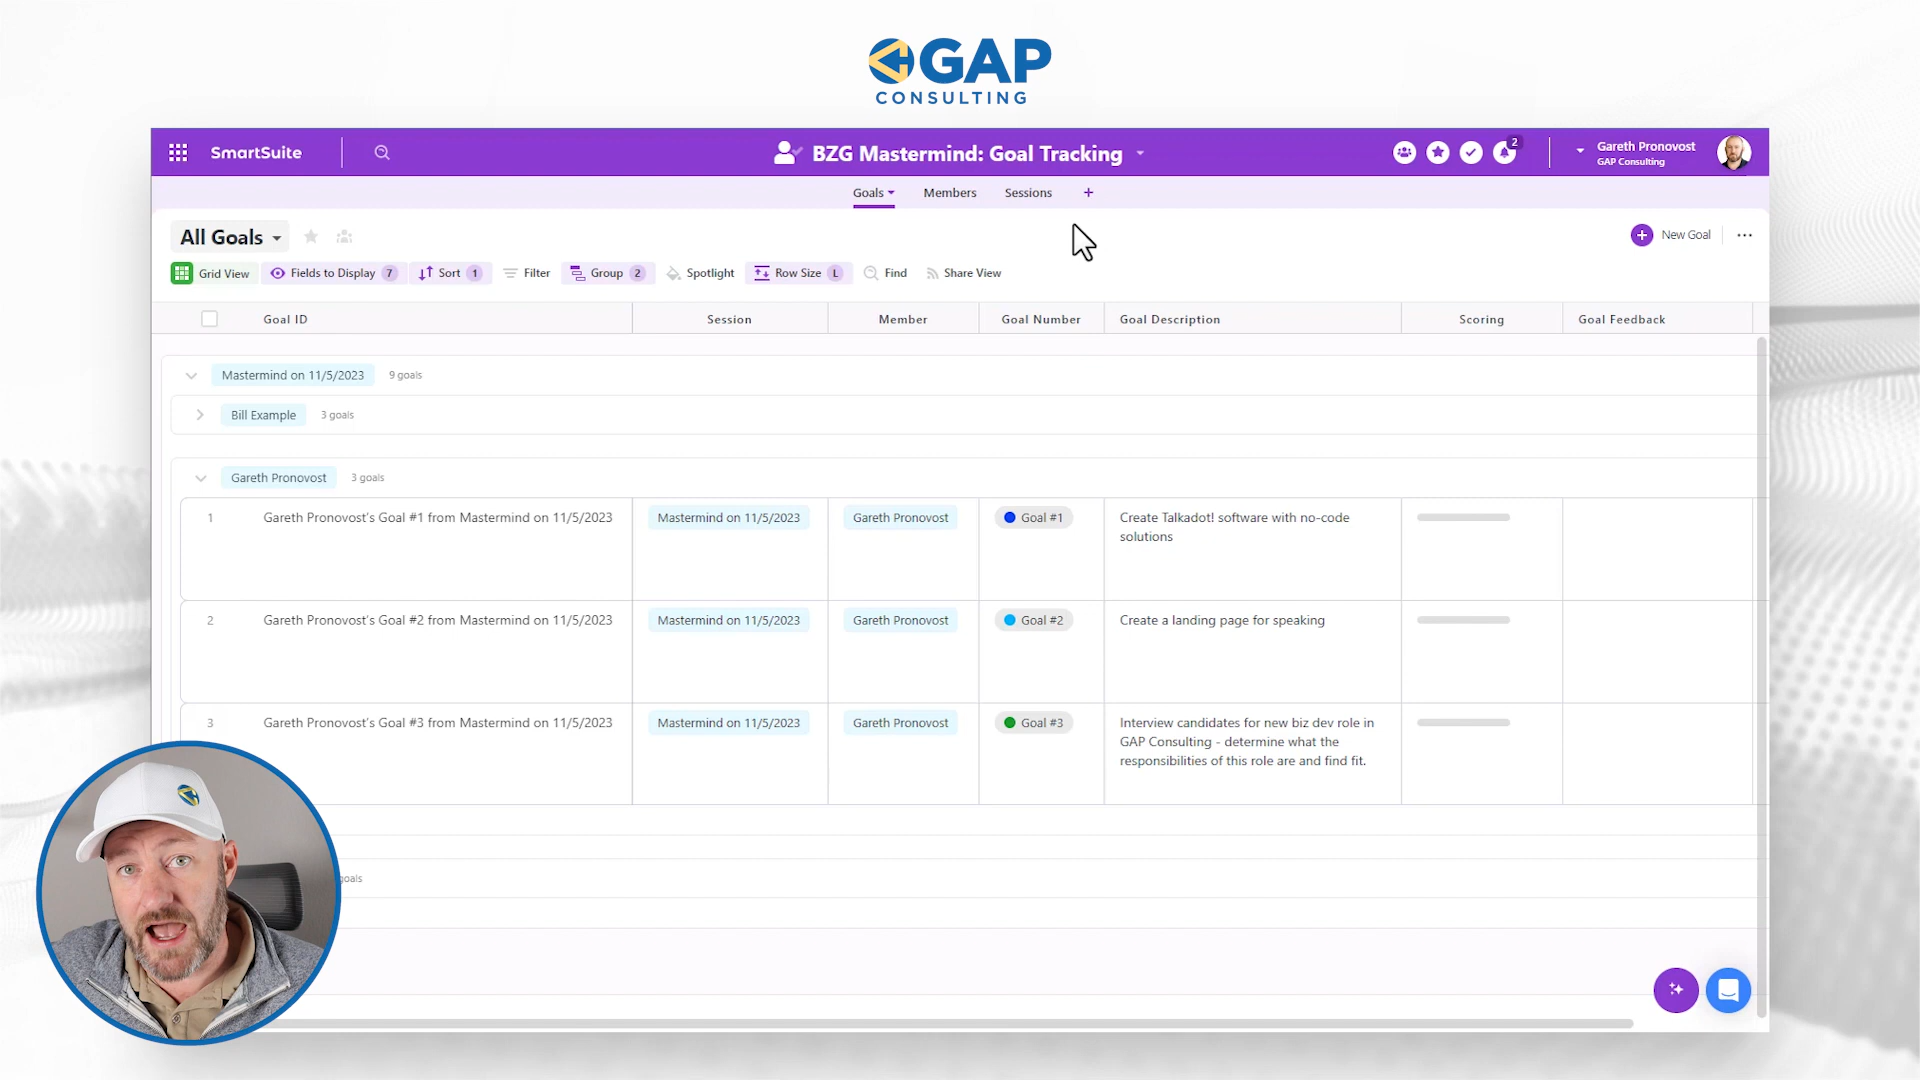 GAP
CONSULTING
SmartSuite
BZG Mastermind: Goal Tracking
2
Gareth Pronovost
GAP Consulting
Goals
Members
Sessions
+
All Goals
New Goal
Grid View
Fields to Display 7
Sort 1
Filter
Group 2
Spotlight
Row Size L
Find
Share View
Goal ID
Session
Member
Goal Number
Goal Description
Scoring
Goal Feedback
Mastermind on 11/5/2023
9 goals
Bill Example
3 goals
Gareth Pronovost
3 goals
1
Gareth Pronovost's Goal #1 from Mastermind on 11/5/2023
Mastermind on 11/5/2023
Gareth Pronovost
Goal #1
Create Talkadot! software with no-code
solutions
2
Gareth Pronovost's Goal #2 from Mastermind on 11/5/2023
Mastermind on 11/5/2023
Gareth Pronovost
Goal #2
Create a landing page for speaking
3
Gareth Pronovost's Goal #3 from Mastermind on 11/5/2023
Mastermind on 11/5/2023
Gareth Pronovost
Goal #3
Interview candidates for new biz dev role in
GAP Consulting - determine what the
responsibilities of this role are and find fit.
goals